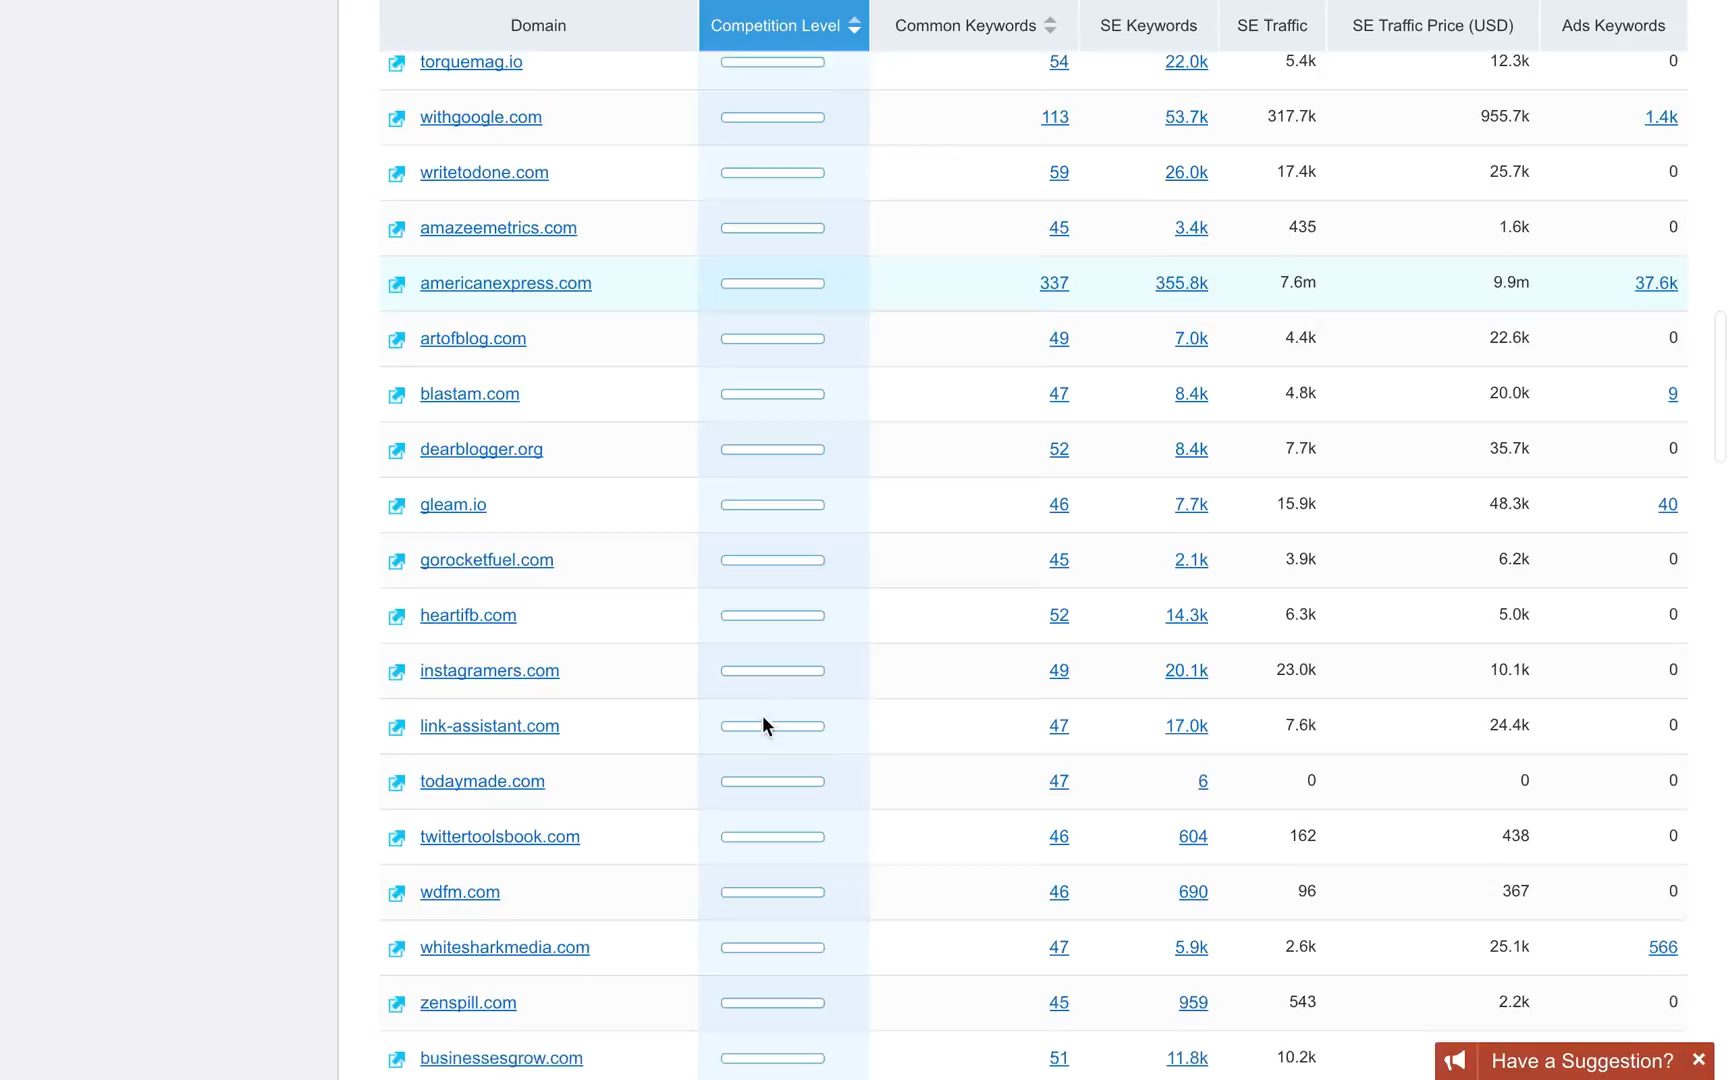 Domain Competition Level Common Keywords SE Keywords SE Traffic SE Traffic Price (USD) Ads Keywords
torquemag.io 54 22.0k 5.4k 12.3k 0
withgoogle.com 113 53.7k 317.7k 955.7k 1.4k
writetodone.com 59 26.0k 17.4k 25.7k 0
amazeemetrics.com 45 3.4k 435 1.6k 0
americanexpress.com 337 355.8k 7.6m 9.9m 37.6k
artofblog.com 49 7.0k 4.4k 22.6k 0
blastam.com 47 8.4k 4.8k 20.0k 9
dearblogger.org 52 8.4k 7.7k 35.7k 0
gleam.io 46 7.7k 15.9k 48.3k 40
gorocketfuel.com 45 2.1k 3.9k 6.2k 0
heartifb.com 52 14.3k 6.3k 5.0k 0
instagramers.com 49 20.1k 23.0k 10.1k 0
link-assistant.com 47 17.0k 7.6k 24.4k 0
todaymade.com 47 6 0 0 0
twittertoolsbook.com 46 604 162 438 0
wdfm.com 46 690 96 367 0
whitesharkmedia.com 47 5.9k 2.6k 25.1k 566
zenspill.com 45 959 543 2.2k 0
businessesgrow.com 51 11.8k 10.2k
Have a Suggestion?